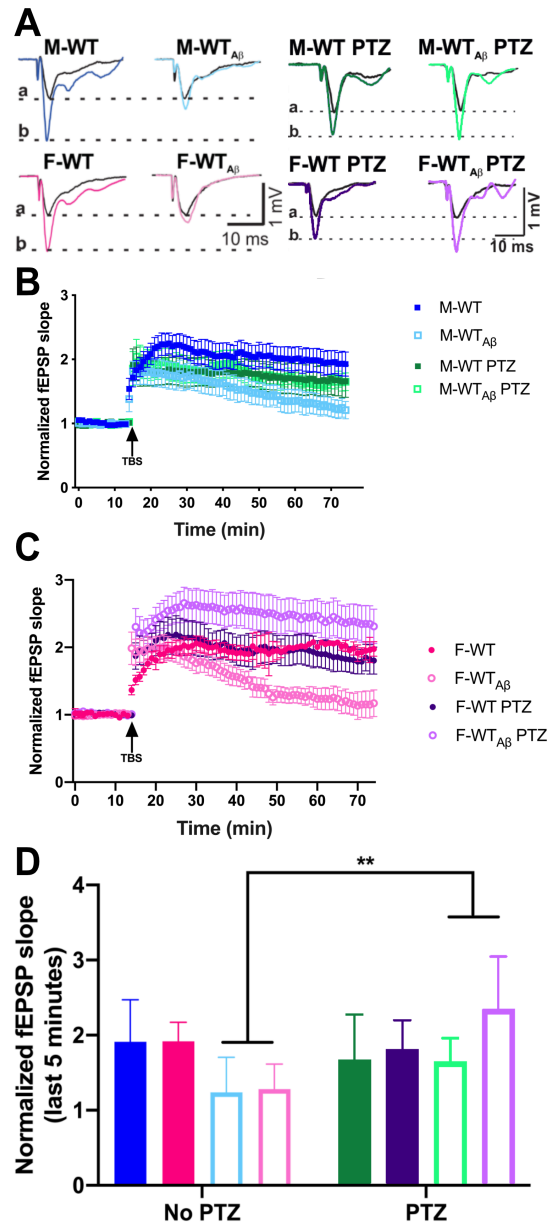 A
M-WT M-WTAβ M-WT PTZ M-WTAβ PTZ
a
b
a
b
F-WT F-WTAβ F-WT PTZ F-WTAβ PTZ
a
b
1 mV
10 ms
a
b
1 mV
10 ms
B
Normalized fEPSP slope
3
2
1
0
TBS
0 10 20 30 40 50 60 70
Time (min)
M-WT
M-WTAβ
M-WT PTZ
M-WTAβ PTZ
C
Normalized fEPSP slope
3
2
1
0
TBS
0 10 20 30 40 50 60 70
Time (min)
F-WT
F-WTAβ
F-WT PTZ
F-WTAβ PTZ
D
Normalized fEPSP slope
(last 5 minutes)
4
3
2
1
0
**
No PTZ PTZ